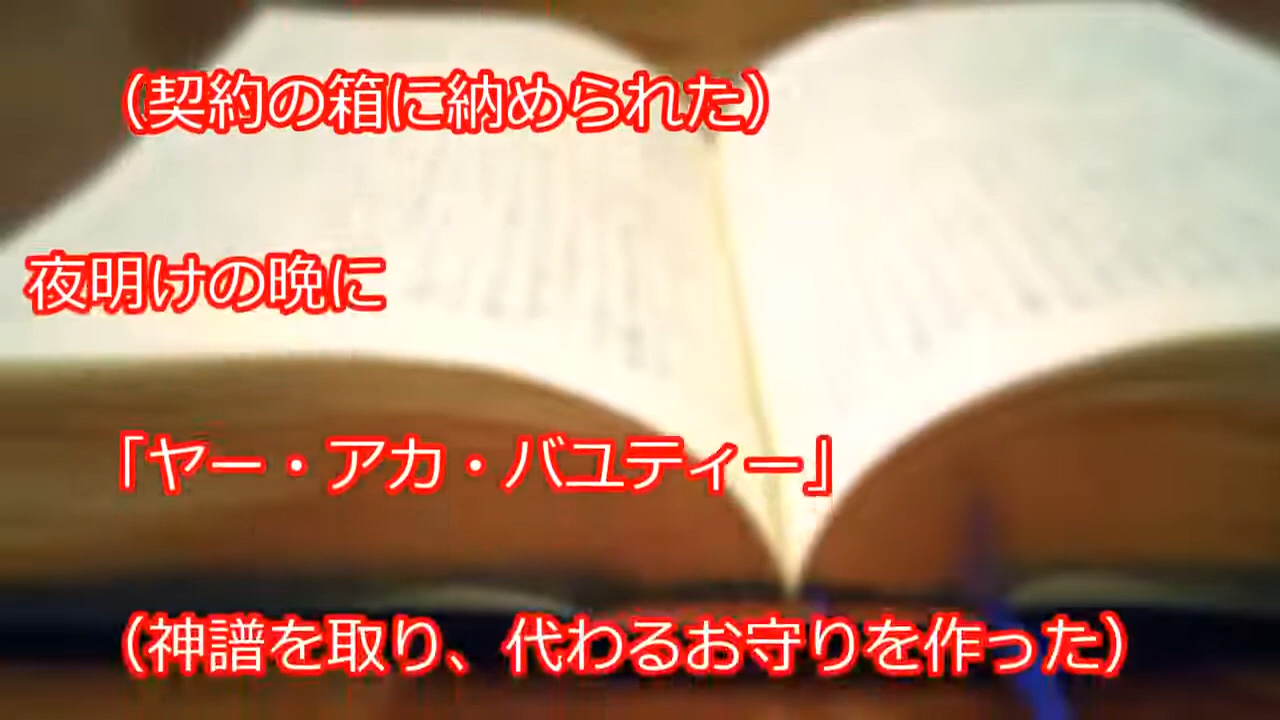 （契約の箱に納められた）
夜明けの晩に
「ヤー・アカ・バユティー」
（神譜を取り、代わるお守りを作った）